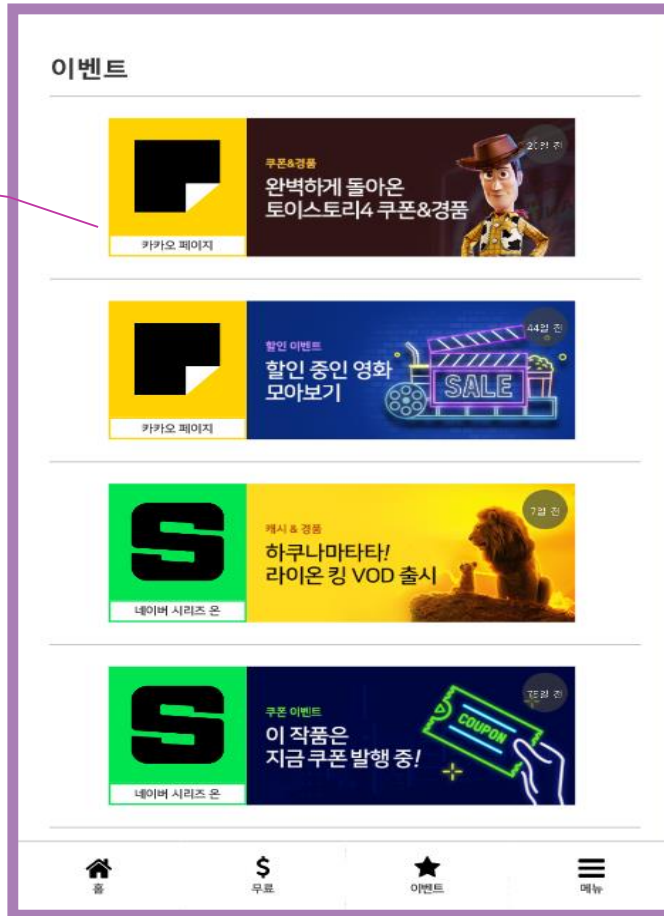 이벤트
쿠폰&경품
완벽하게 돌아온
토이스토리4 쿠폰&경품
카카오 페이지
44일 전
할인 이벤트
할인 중인 영화
모아보기
SALE
카카오 페이지
7일 전
캐시 & 경품
하쿠나마타타!
라이온 킹 VOD 출시
네이버 시리즈 온
쿠폰 이벤트
이 작품은
지금 쿠폰 발행 중!
COUPON
네이버 시리즈 온
홈
무료
이벤트
메뉴